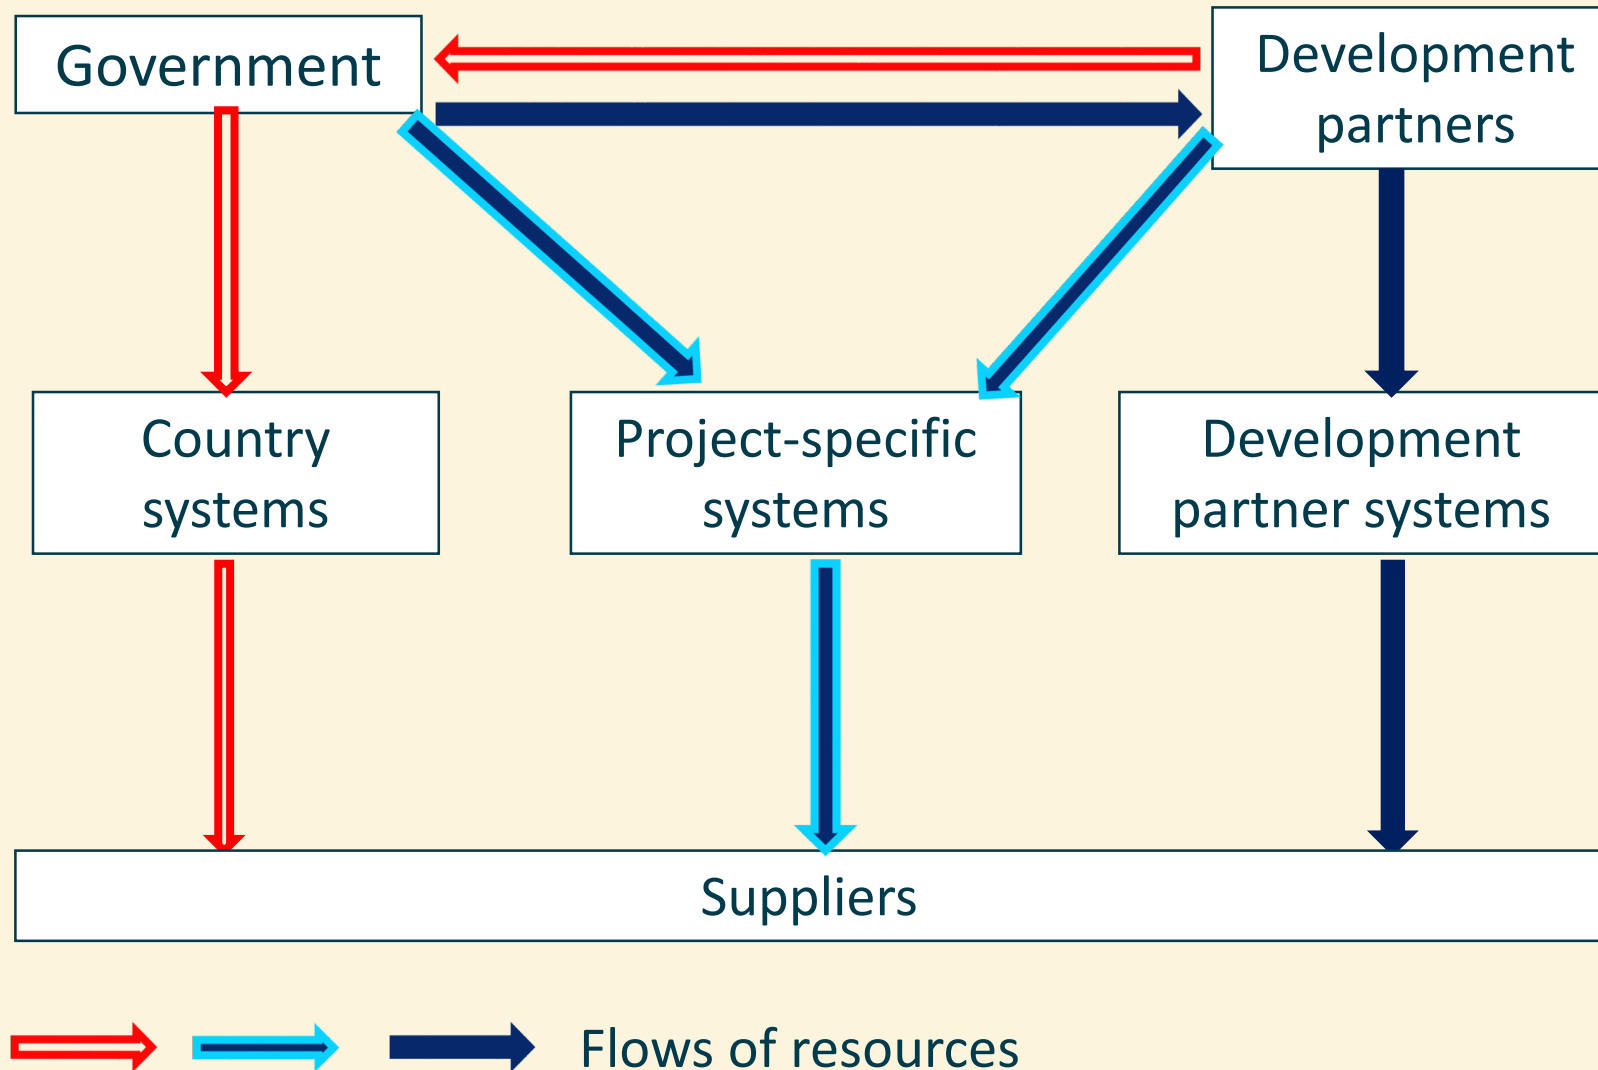 Government
Development
partners
Country
systems
Project-specific
systems
Development
partner systems
Suppliers
Flows of resources